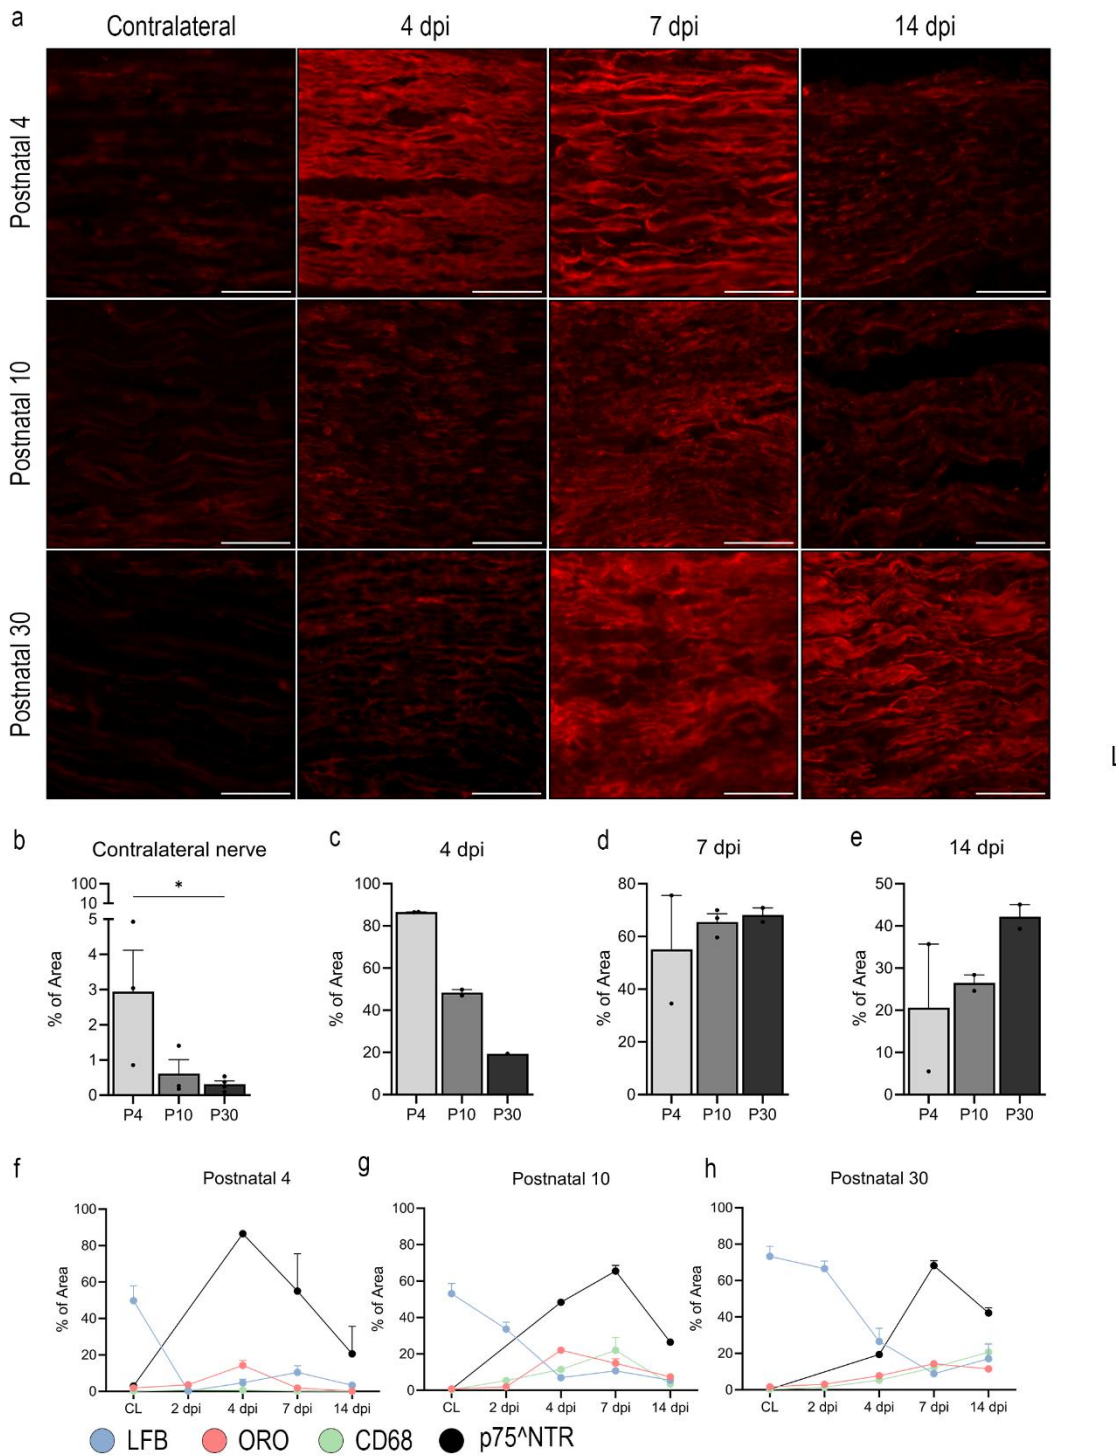 a
Contralateral 4 dpi 7 dpi 14 dpi
Postnatal 4
Postnatal 10
Postnatal 30
L
b Contralateral nerve
% of Area
100
10
5
4
3
2
1
0
*
P4 P10 P30
c 4 dpi
% of Area
100
80
60
40
20
0
P4 P10 P30
d 7 dpi
% of Area
80
60
40
20
0
P4 P10 P30
e 14 dpi
% of Area
50
40
30
20
10
0
P4 P10 P30
f Postnatal 4
% of Area
100
80
60
40
20
0
CL 2 dpi 4 dpi 7 dpi 14 dpi
g Postnatal 10
% of Area
100
80
60
40
20
0
CL 2 dpi 4 dpi 7 dpi 14 dpi
h Postnatal 30
% of Area
100
80
60
40
20
0
CL 2 dpi 4 dpi 7 dpi 14 dpi
LFB ORO CD68 p75^NTR